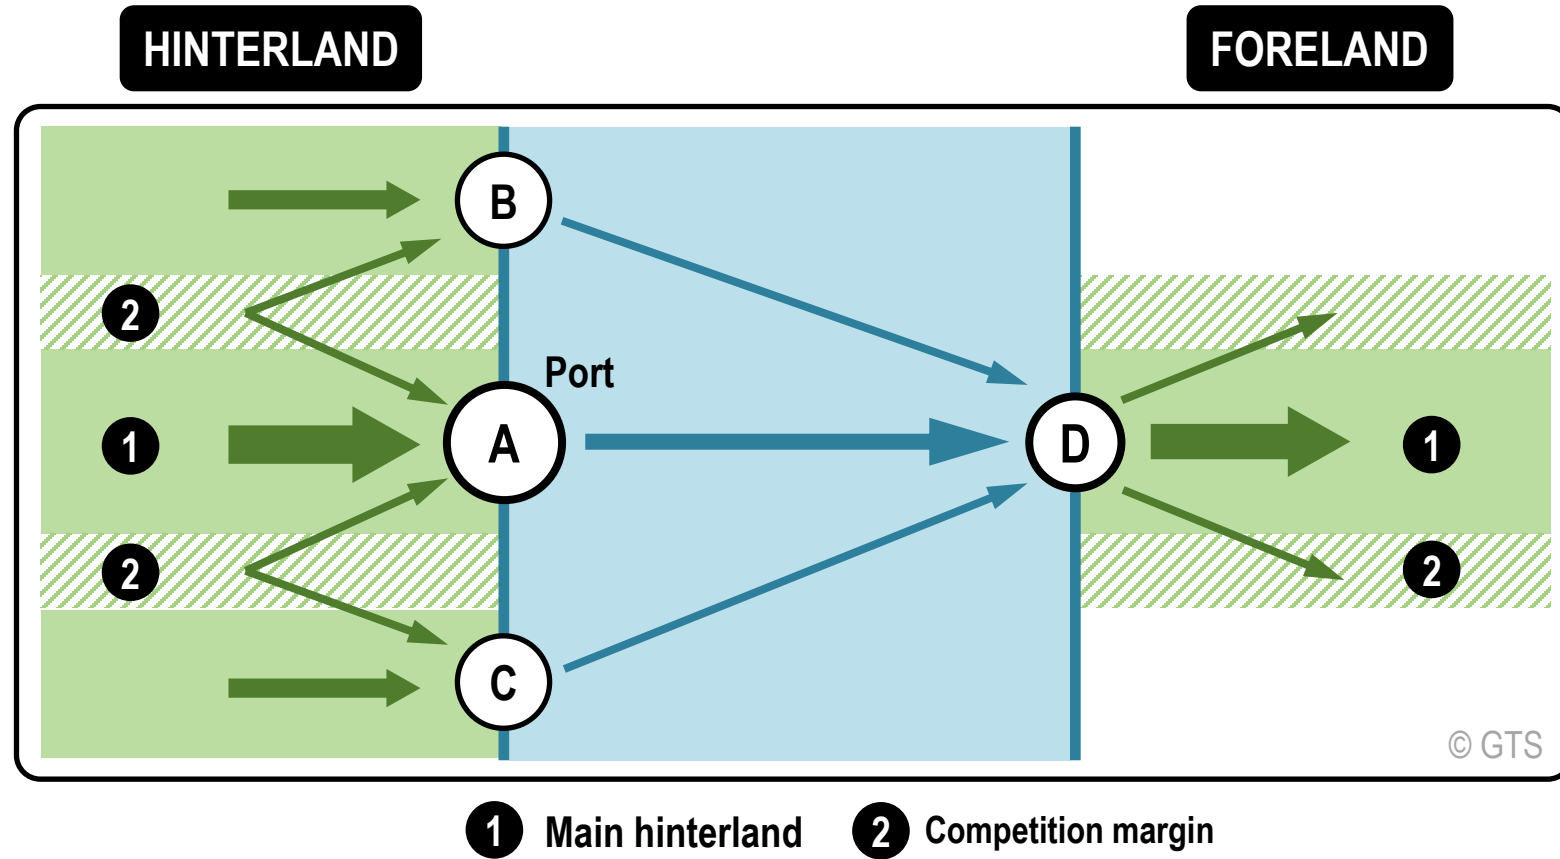 HINTERLAND
FORELAND
B
2
Port
1
A
D
1
2
2
C
© GTS
1 Main hinterland
2 Competition margin